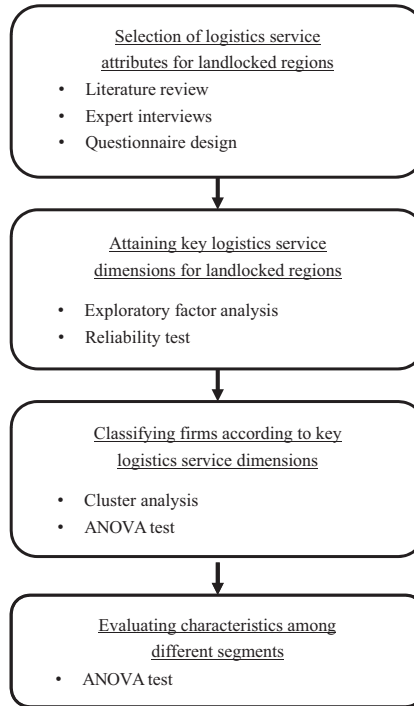 Selection of logistics service
attributes for landlocked regions
• Literature review
• Expert interviews
• Questionnaire design
Attaining key logistics service
dimensions for landlocked regions
• Exploratory factor analysis
• Reliability test
Classifying firms according to key
logistics service dimensions
• Cluster analysis
• ANOVA test
Evaluating characteristics among
different segments
• ANOVA test